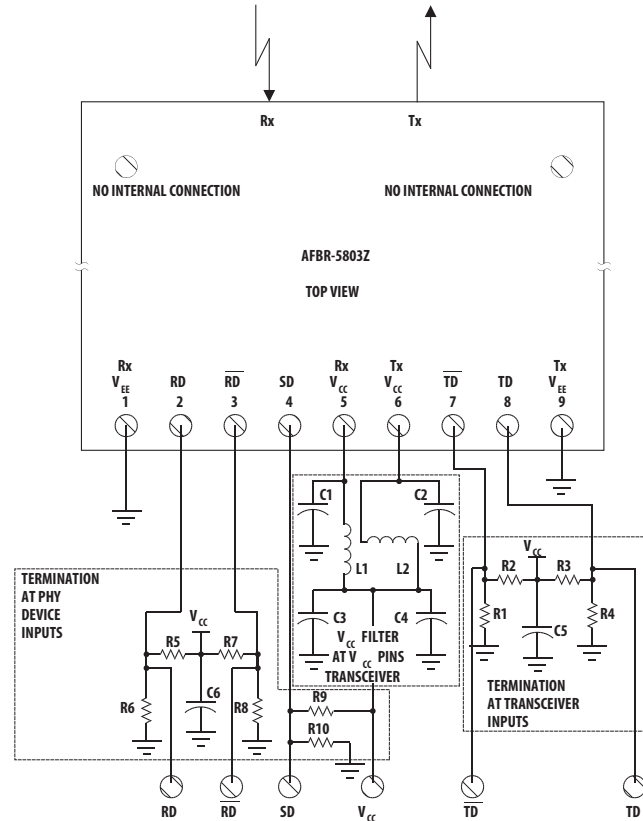 Rx Tx
NO INTERNAL CONNECTION NO INTERNAL CONNECTION
AFBR-5803Z
TOP VIEW
Rx Rx Tx Tx
VEE RD RD SD VCC VCC TD TD VEE
1 2 3 4 5 6 7 8 9
C1 C2
L1 L2
TERMINATION
AT PHY
DEVICE
INPUTS
VCC
R5 R7
C6
R6 R8
C3 C4
VCC FILTER
AT VCC PINS
TRANSCEIVER
R9
R10
VCC
R2 R3
R1 R4
C5
TERMINATION
AT TRANSCEIVER
INPUTS
RD RD SD VCC TD TD